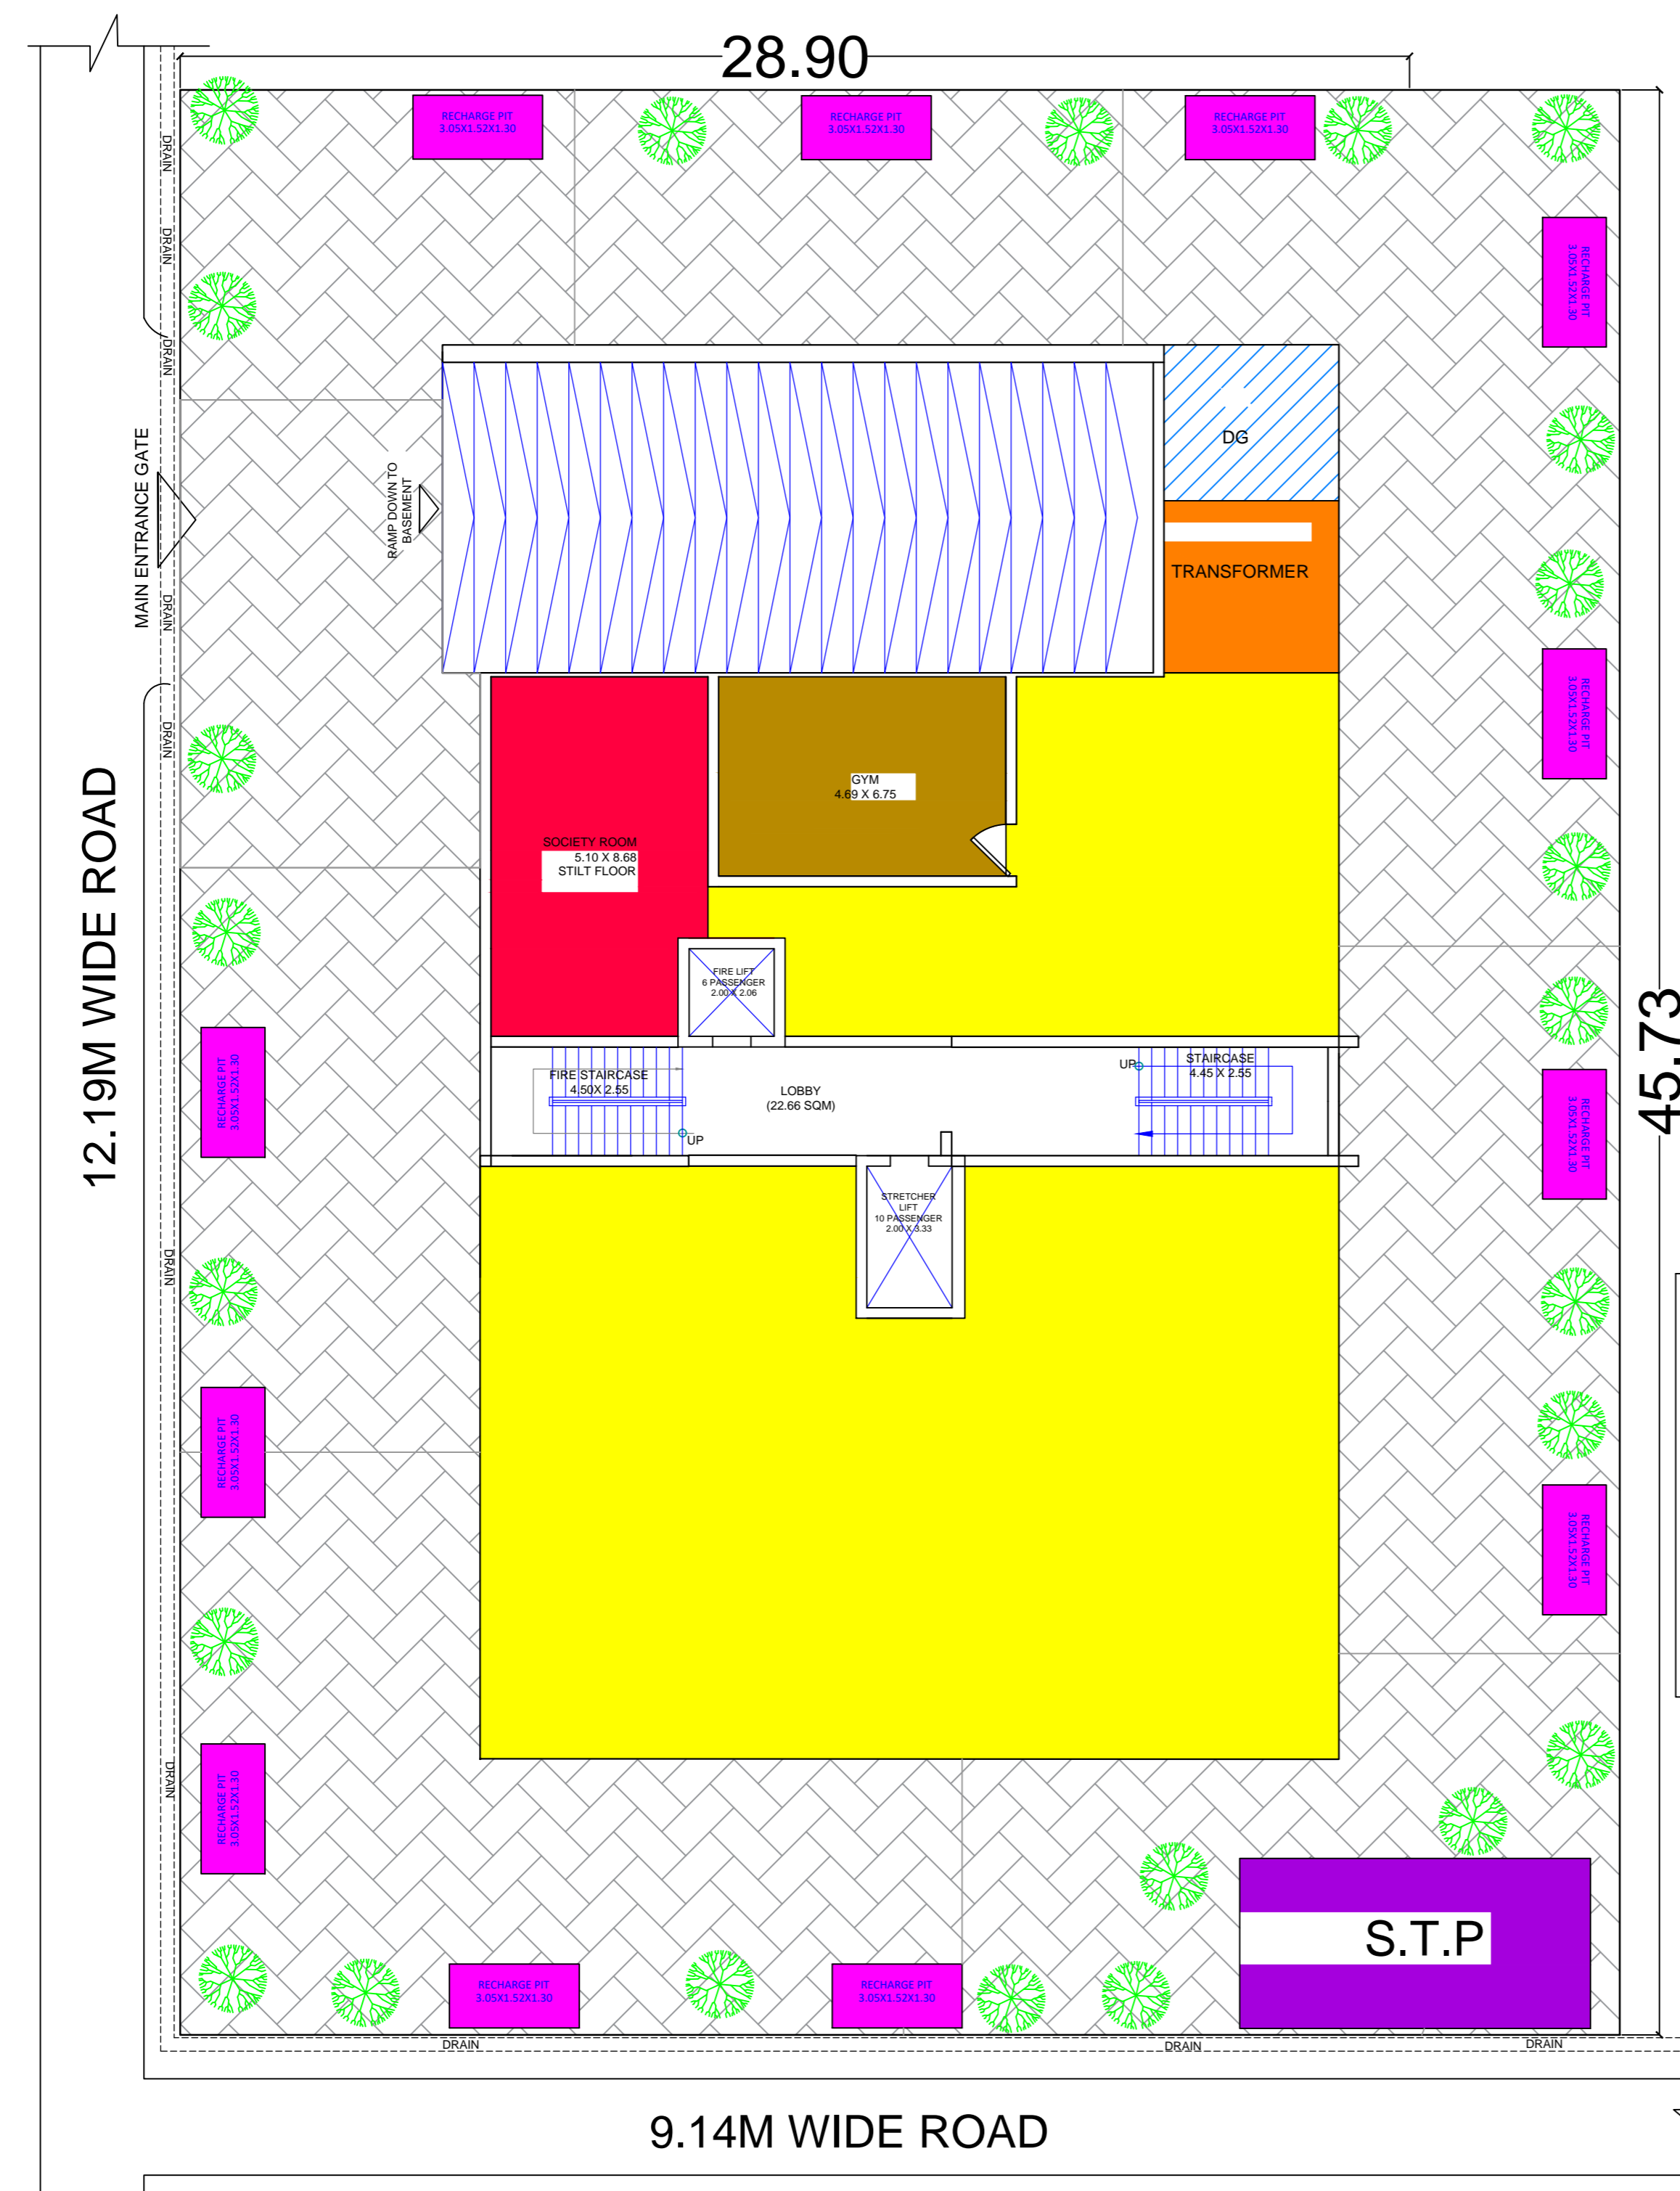 28.90
RECHARGE PIT
3.05X1.52X1.30
RECHARGE PIT
3.05X1.52X1.30
RECHARGE PIT
3.05X1.52X1.30
DRAIN
DRAIN
DRAIN
RECHARGE PIT
3.05X1.52X1.30
MAIN ENTRANCE GATE
RAMP DOWN TO
BASEMENT
DG
TRANSFORMER
DRAIN
DRAIN
RECHARGE PIT
3.05X1.52X1.30
GYM
4.69 X 6.75
SOCIETY ROOM
5.10 X 8.68
STILT FLOOR
12.19M WIDE ROAD
FIRE LIFT
6 PASSENGER
2.00X 2.06
45.73
RECHARGE PIT
3.05X1.52X1.30
FIRE STAIRCASE
4.50X 2.55
UP
LOBBY
(22.66 SQM)
UP
STAIRCASE
4.45 X 2.55
RECHARGE PIT
3.05X1.52X1.30
STRETCHER
LIFT
10 PASSENGER
2.00 X 3.33
DRAIN
RECHARGE PIT
3.05X1.52X1.30
RECHARGE PIT
3.05X1.52X1.30
DRAIN
RECHARGE PIT
3.05X1.52X1.30
S.T.P
RECHARGE PIT
3.05X1.52X1.30
RECHARGE PIT
3.05X1.52X1.30
DRAIN
DRAIN
DRAIN
9.14M WIDE ROAD